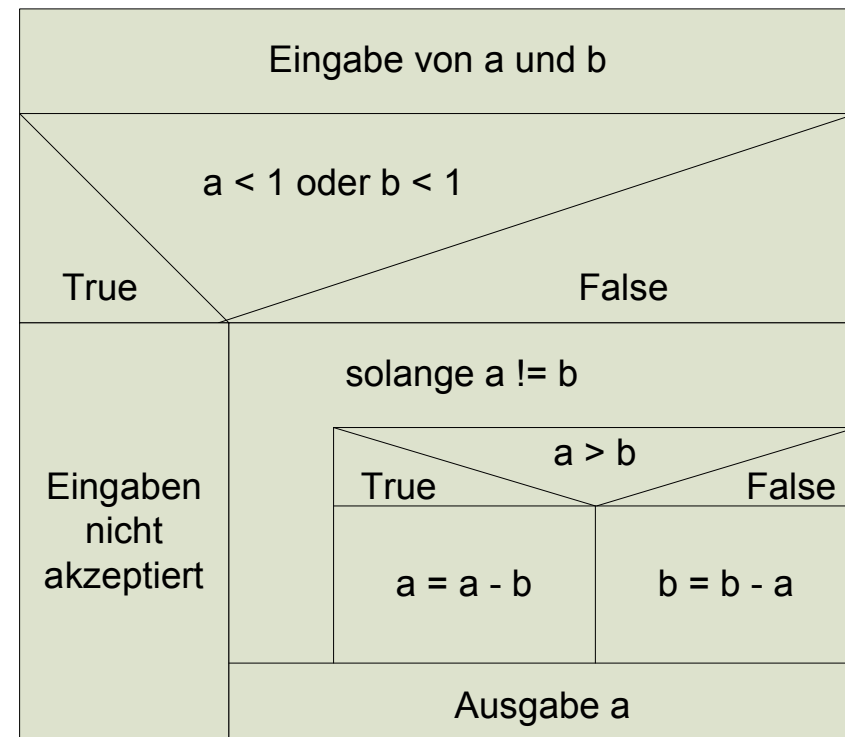 Eingabe von a und b
a < 1 oder b < 1
True
False
solange a != b
a > b
True
False
Eingaben
nicht
akzeptiert
a = a - b
b = b - a
Ausgabe a